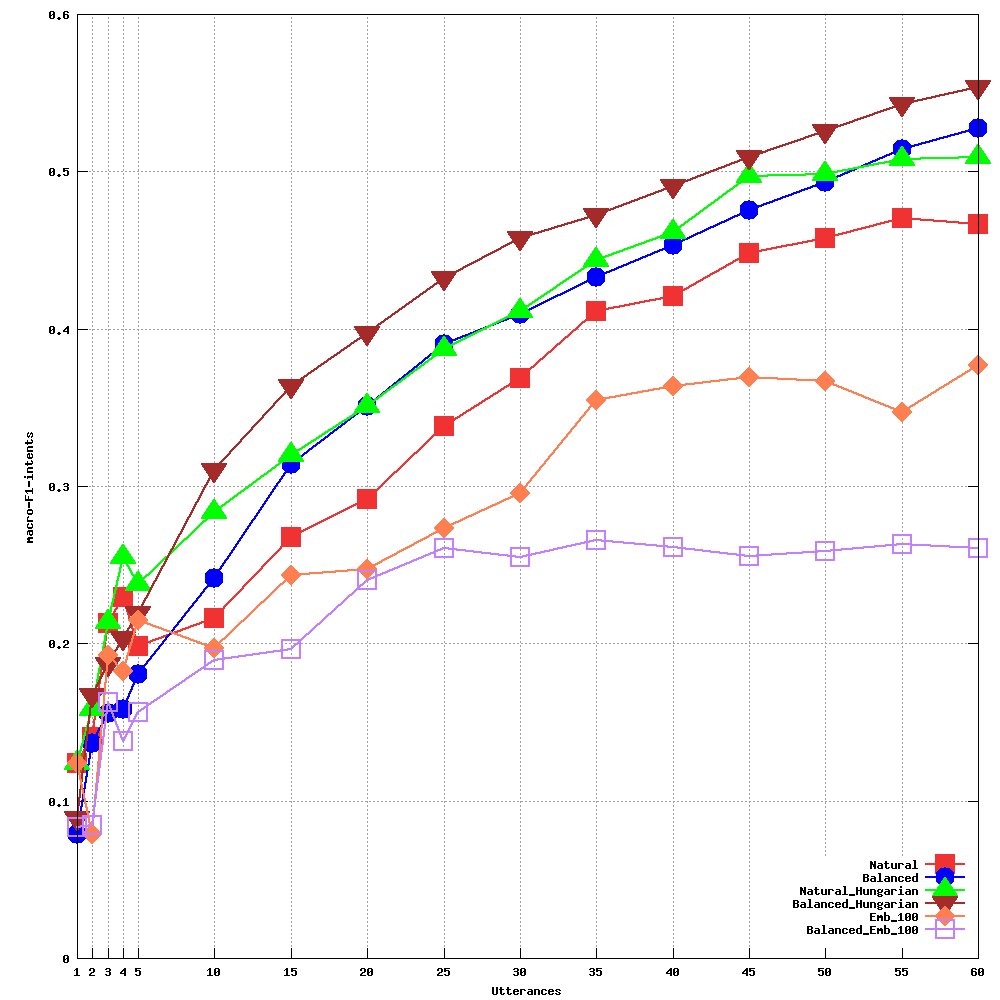 0.6
0.5
0.4
0.3
0.2
0.1
0
macro-F1-intents
Natural
Balanced
Natural_Hungarian
Balanced_Hungarian
Emb_100
Balanced_Emb_100
1 2 3 4 5 10 15 20 25 30 35 40 45 50 55 60
Utterances